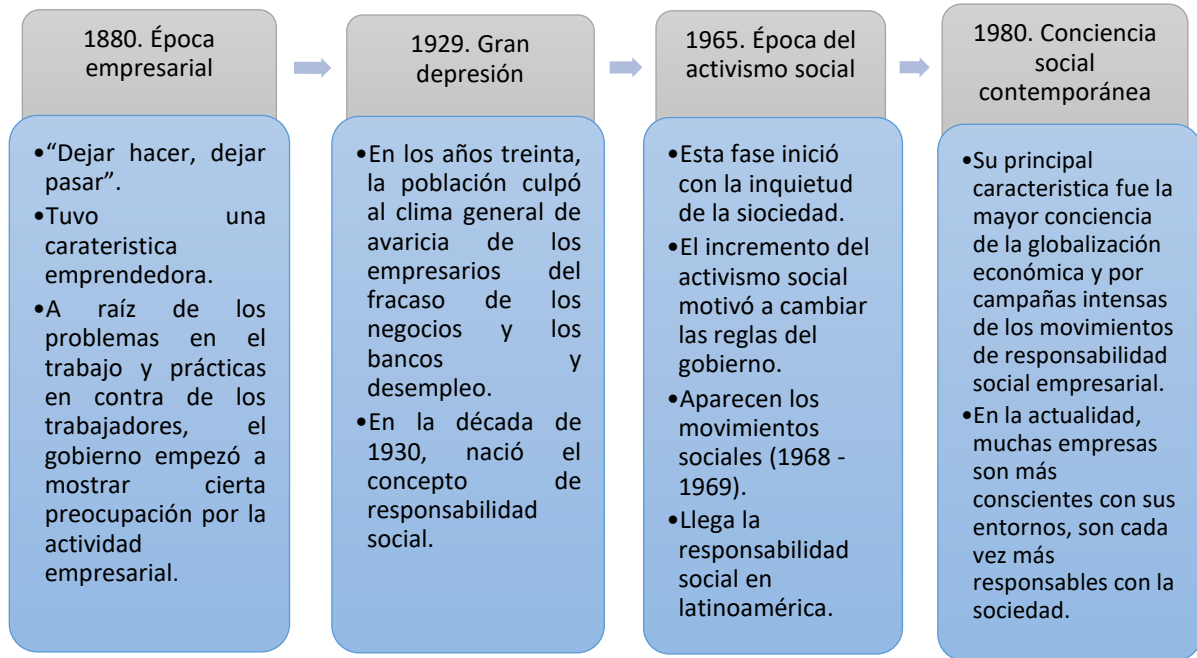 1880. Época
empresarial
•“Dejar hacer, dejar
pasar”.
•Tuvo una
carateristica
emprendedora.
•A raíz de los
problemas en el
trabajo y prácticas
en contra de los
trabajadores, el
gobierno empezó a
mostrar cierta
preocupación por la
actividad
empresarial.
1929. Gran
depresión
•En los años treinta,
la población culpó
al clima general de
avaricia de los
empresarios del
fracaso de los
negocios y los
bancos y
desempleo.
•En la década de
1930, nació el
concepto de
responsabilidad
social.
1965. Época del
activismo social
•Esta fase inició
con la inquietud
de la siociedad.
•El incremento del
activismo social
motivó a cambiar
las reglas del
gobierno.
•Aparecen los
movimientos
sociales (1968 -
1969).
•Llega la
responsabilidad
social en
latinoamérica.
1980. Conciencia
social
contemporánea
•Su principal
caracteristica fue la
mayor conciencia
de la globalización
económica y por
campañas intensas
de los movimientos
de responsabilidad
social empresarial.
•En la actualidad,
muchas empresas
son más
conscientes con sus
entornos, son cada
vez más
responsables con la
sociedad.